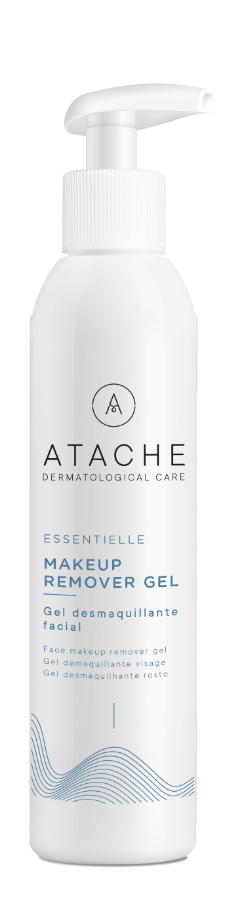 ATACHE
DERMATOLOGICAL CARE
ESSENTIELLE
MAKEUP
REMOVER GEL
Gel desmaquillante
facial
Face makeup remover gel
Gel démaquillante visage
Gel desmaquilhante rosto